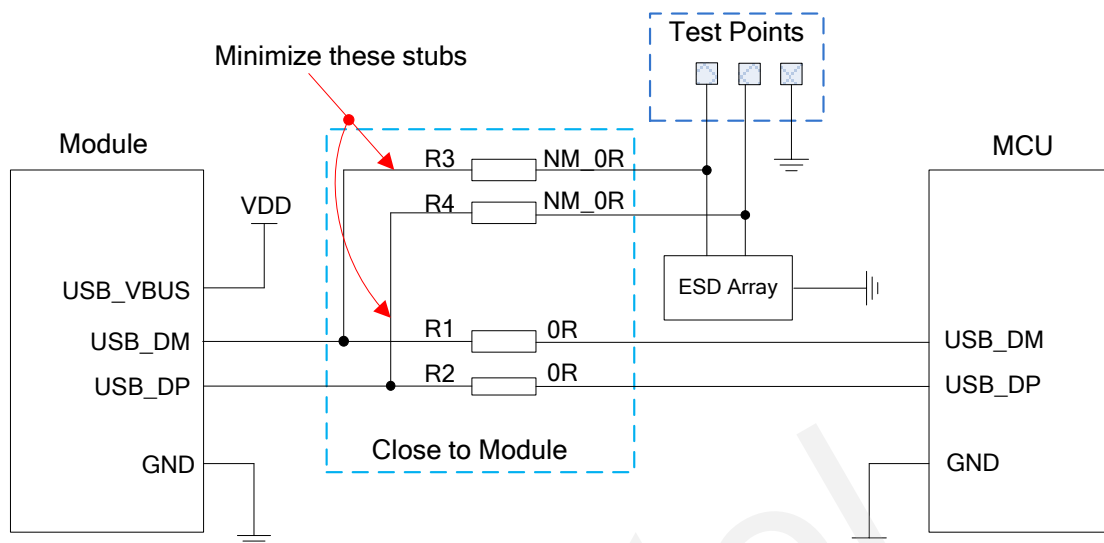 Test Points
Minimize these stubs
Module
MCU
R3 NM_0R
VDD
R4 NM_0R
ESD Array
USB_VBUS
R1 0R
USB_DM
USB_DM
R2 0R
USB_DP
USB_DP
Close to Module
GND
GND